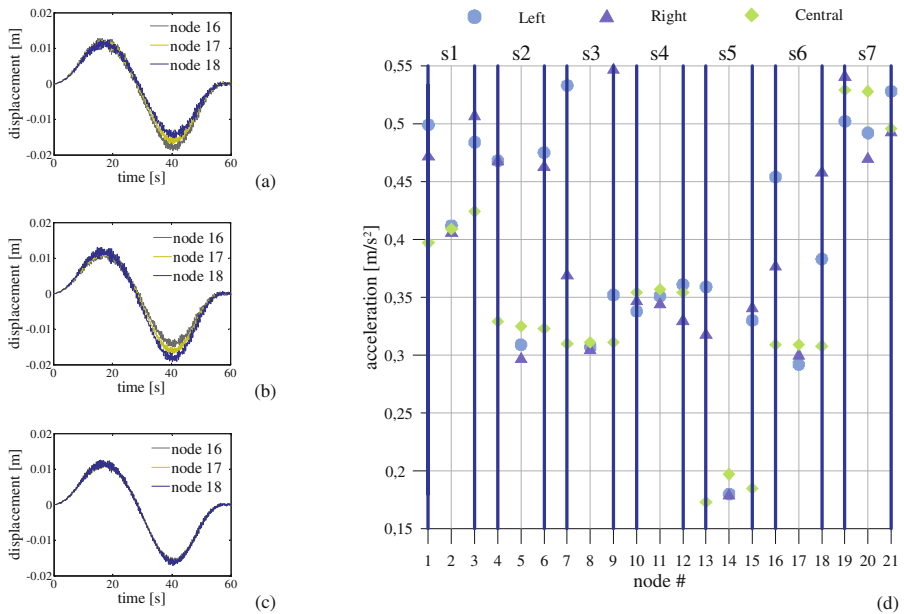 0.02
0.01
0
-0.01
-0.02
displacement [m]
node 16
node 17
node 18
0 20 40 60
time [s]
(a)
0.02
0.01
0
-0.01
-0.02
displacement [m]
node 16
node 17
node 18
0 20 40 60
time [s]
(b)
0.02
0.01
0
-0.01
-0.02
displacement [m]
node 16
node 17
node 18
0 20 40 60
time [s]
(c)
Left Right Central
s1 s2 s3 s4 s5 s6 s7
0,55
0,5
0,45
0,4
0,35
0,3
0,25
0,2
0,15
acceleration [m/s²]
1 2 3 4 5 6 7 8 9 10 11 12 13 14 15 16 17 18 19 20 21
node #
(d)